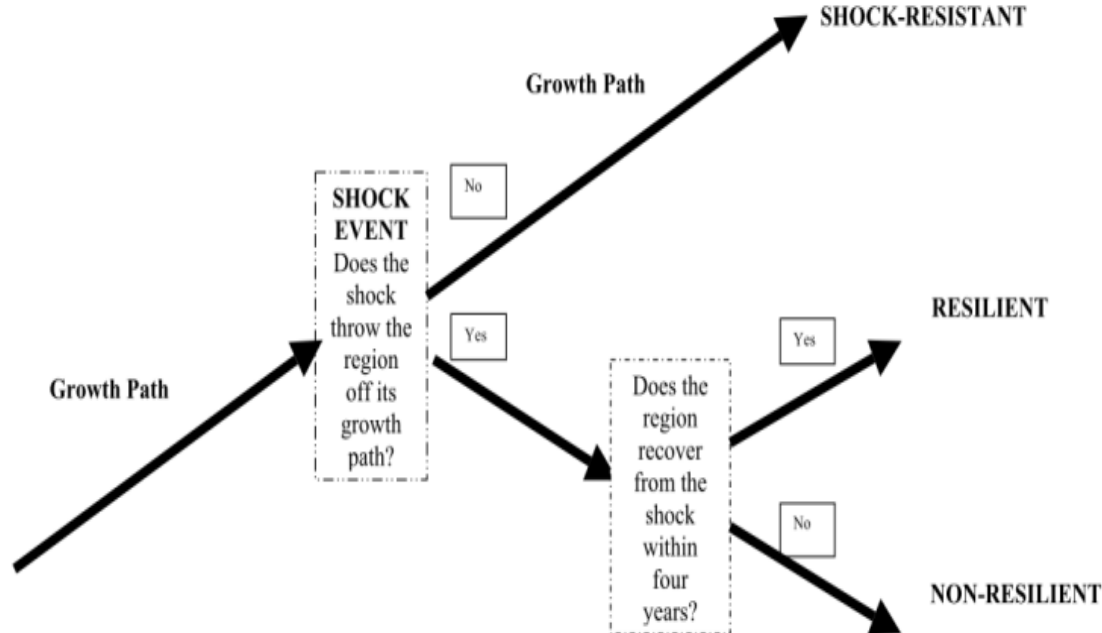 SHOCK-RESISTANT
Growth Path
No
SHOCK
EVENT
Does the
shock
throw the
region
off its
growth
path?
Yes
Growth Path
RESILIENT
Yes
Does the
region
recover
from the
shock
within
four
years?
No
NON-RESILIENT